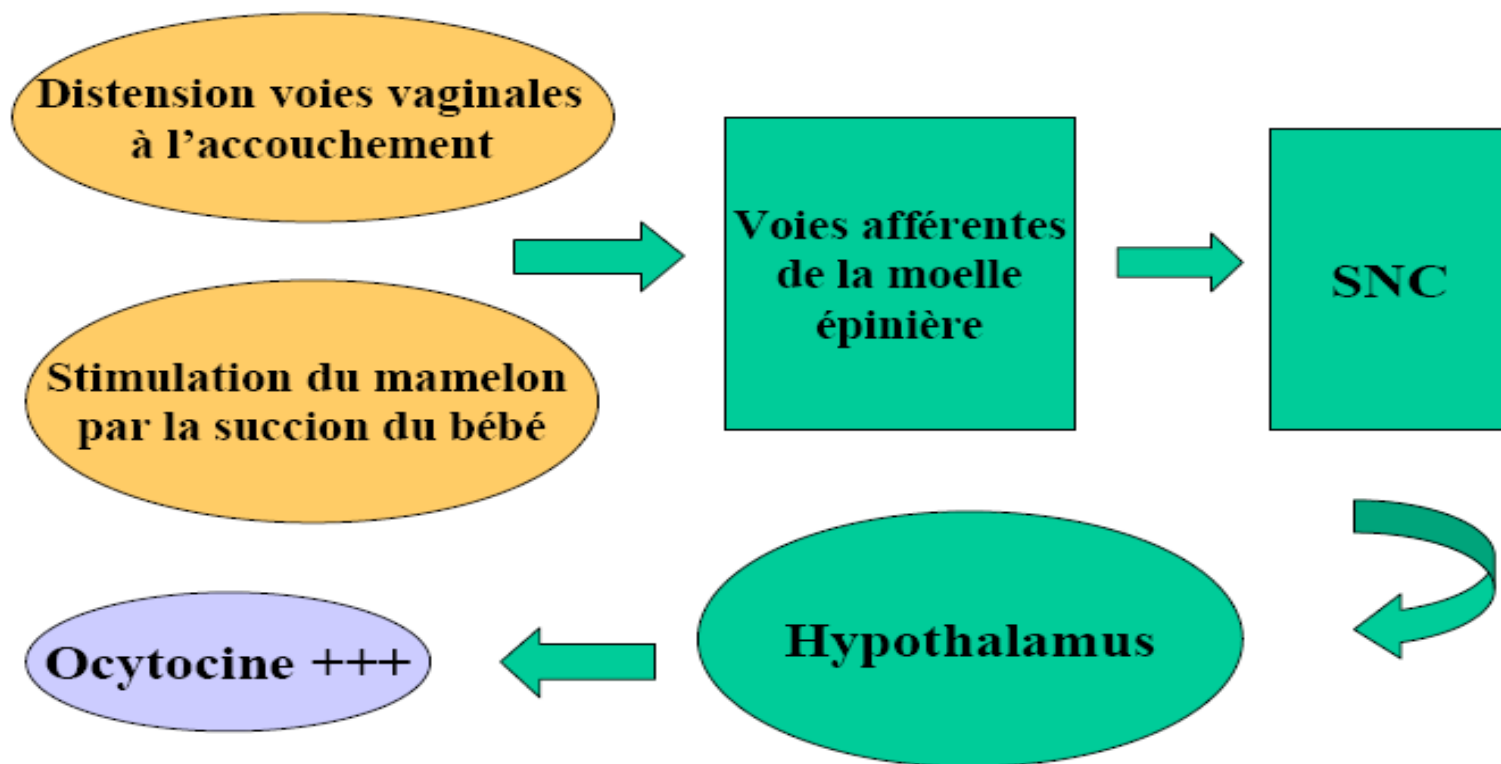 Distension voies vaginales
à l’accouchement
Stimulation du mamelon
par la succion du bébé
Voies afférentes
de la moelle
épinière
SNC
Hypothalamus
Ocytocine +++